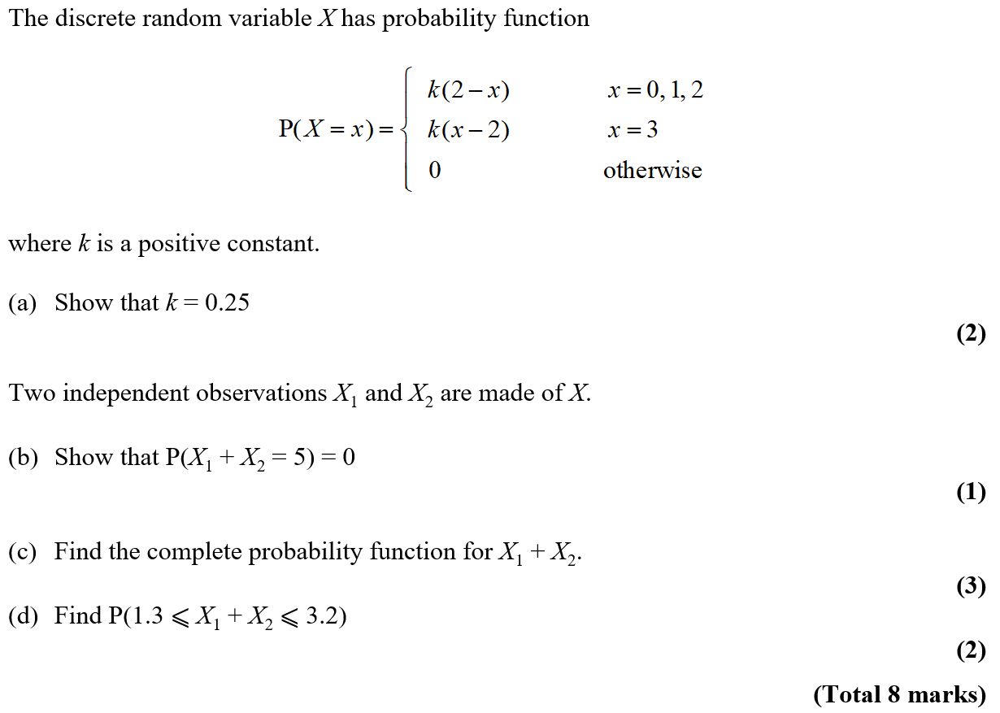 The discrete random variable X has probability function
k(2 – x) x = 0, 1, 2
P(X = x) = { k(x – 2) x = 3
0 otherwise
where k is a positive constant.
(a) Show that k = 0.25
(2)
Two independent observations X₁ and X₂ are made of X.
(b) Show that P(X₁ + X₂ = 5) = 0
(1)
(c) Find the complete probability function for X₁ + X₂.
(3)
(d) Find P(1.3 ⩽ X₁ + X₂ ⩽ 3.2)
(2)
(Total 8 marks)